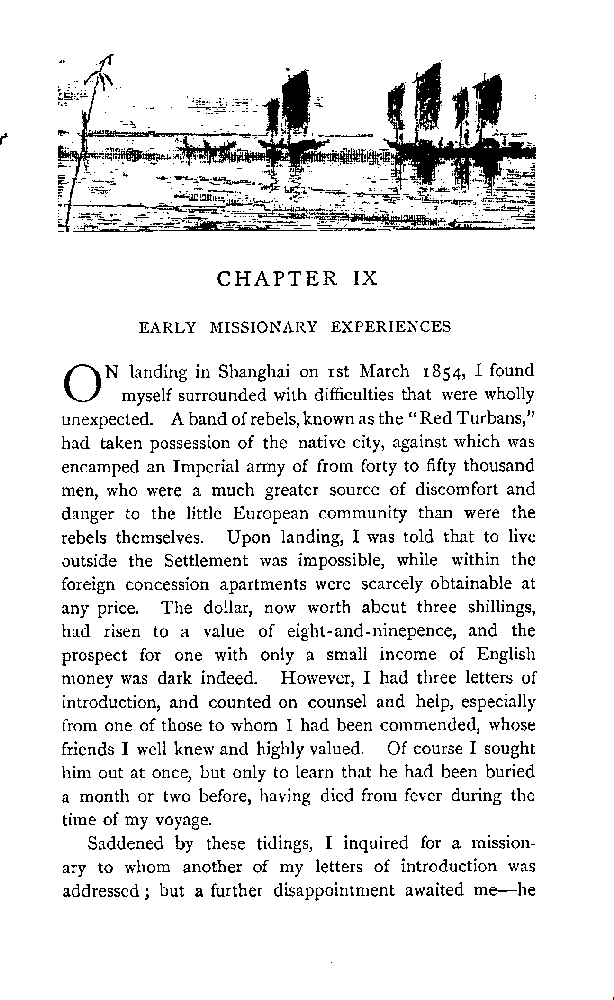 CHAPTER IX
EARLY MISSIONARY EXPERIENCES
ON landing in Shanghai on 1st March 1854, I found
myself surrounded with difficulties that were wholly
unexpected. A band of rebels, known as the “Red Turbans,”
had taken possession of the native city, against which was
encamped an Imperial army of from forty to fifty thousand
men, who were a much greater source of discomfort and
danger to the little European community than were the
rebels themselves. Upon landing, I was told that to live
outside the Settlement was impossible, while within the
foreign concession apartments were scarcely obtainable at
any price. The dollar, now worth about three shillings,
had risen to a value of eight-and-ninepence, and the
prospect for one with only a small income of English
money was dark indeed. However, I had three letters of
introduction, and counted on counsel and help, especially
from one of those to whom I had been commended, whose
friends I well knew and highly valued. Of course I sought
him out at once, but only to learn that he had been buried
a month or two before, having died from fever during the
time of my voyage.
Saddened by these tidings, I inquired for a mission-
ary to whom another of my letters of introduction was
addressed; but a further disappointment awaited me—he